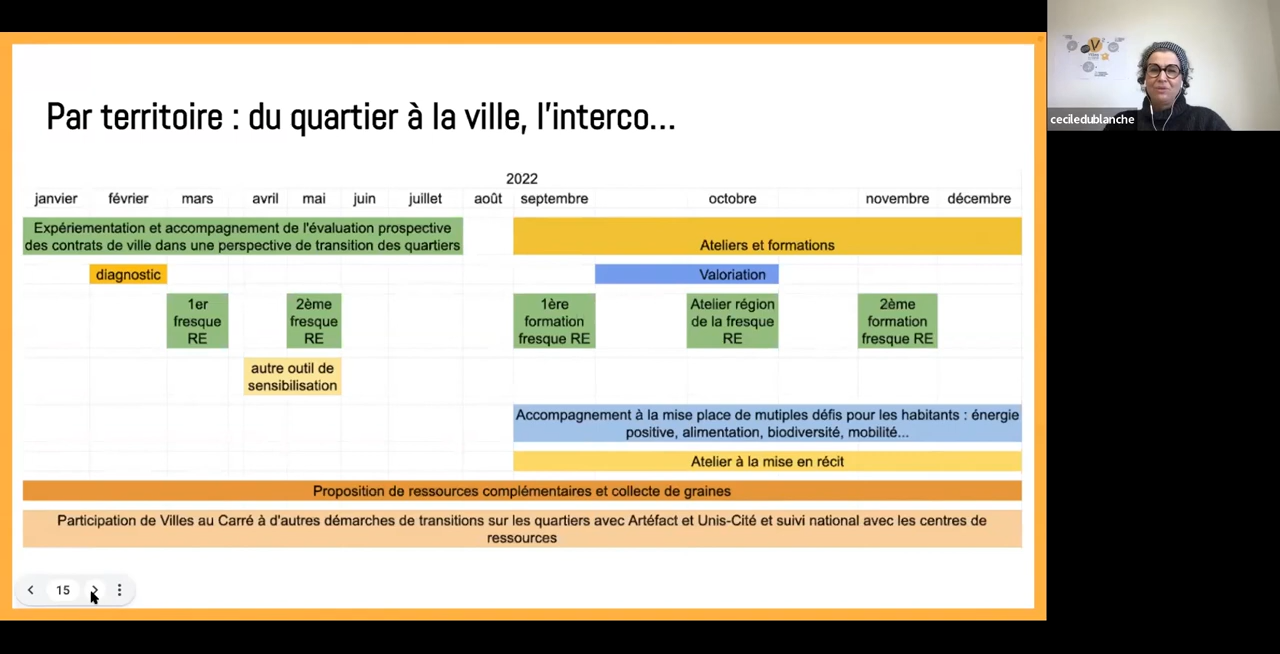 Par territoire : du quartier à la ville, l'interco...
2022
janvier février mars avril mai juin juillet août septembre octobre novembre décembre
Expériementation et accompagnement de l'évaluation prospective
des contrats de ville dans une perspective de transition des quartiers
Ateliers et formations
diagnostic
Valoriation
1er
fresque
RE
2ème
fresque
RE
1ère
formation
fresque RE
Atelier région
de la fresque
RE
2ème
formation
fresque RE
autre outil de
sensibilisation
Accompagnement à la mise place de mutiples défis pour les habitants : énergie
positive, alimentation, biodiversité, mobilité...
Atelier à la mise en récit
Proposition de ressources complémentaires et collecte de graines
Participation de Villes au Carré à d'autres démarches de transitions sur les quartiers avec Artéfact et Unis-Cité et suivi national avec les centres de
ressources
15
ceciledublanche